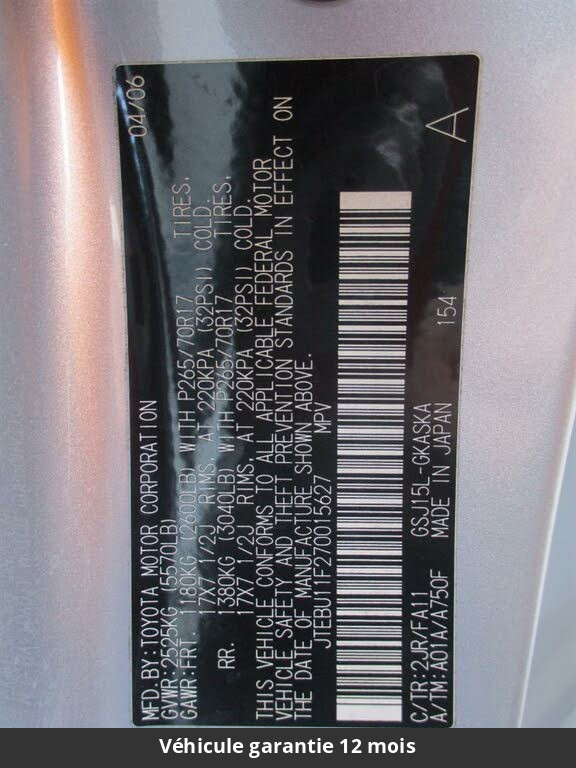 MFD.BY:TOYOTA MOTOR CORPORATION 04/06
GVWR:2525KG (5570LB)
GAWR:FRT. 1180KG (2600LB) WITH P265/70R17 TIRES,
17X7 1/2J RIMS, AT 220KPA (32PSI) COLD.
RR. 1380KG (3040LB) WITH P265/70R17 TIRES,
17X7 1/2J RIMS, AT 220KPA (32PSI) COLD.
THIS VEHICLE CONFORMS TO ALL APPLICABLE FEDERAL MOTOR
VEHICLE SAFETY AND THEFT PREVENTION STANDARDS IN EFFECT ON
THE DATE OF MANUFACTURE SHOWN ABOVE.
JTEBU11F270015627 MPV
C/TR:2JR/FA11 GSJ15L-GKASKA 154 A
A/TM:A01A/A750F MADE IN JAPAN
Véhicule garantie 12 mois